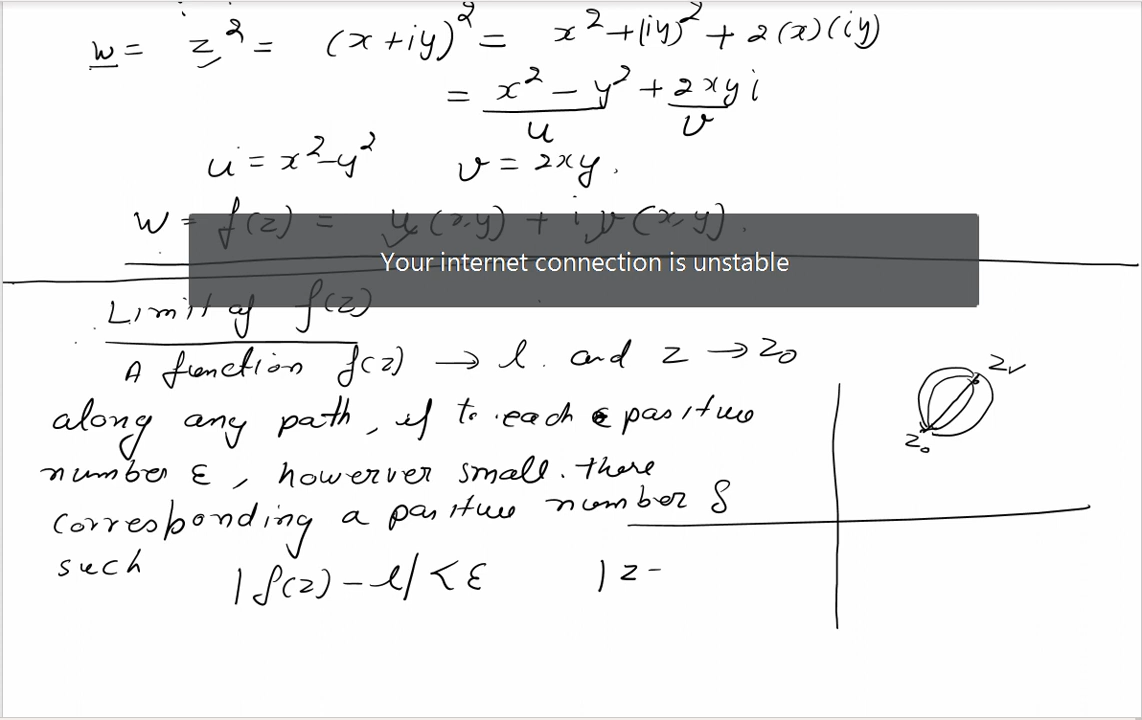 w = z² = (x+iy)² = x²+(iy)²+2(x)(iy)
= x²-y²+2xyi
u v
u = x²-y² v = 2xy.
w = f(z) = u(x,y) + iv(x,y).
Your internet connection is unstable
Limit of f(z)
A function f(z) → l. and z → z₀
along any path, if to each positive
number ε, howerver small. there
corresponding a positive number δ
such |f(z)-l|<ε |z-
z
z₀